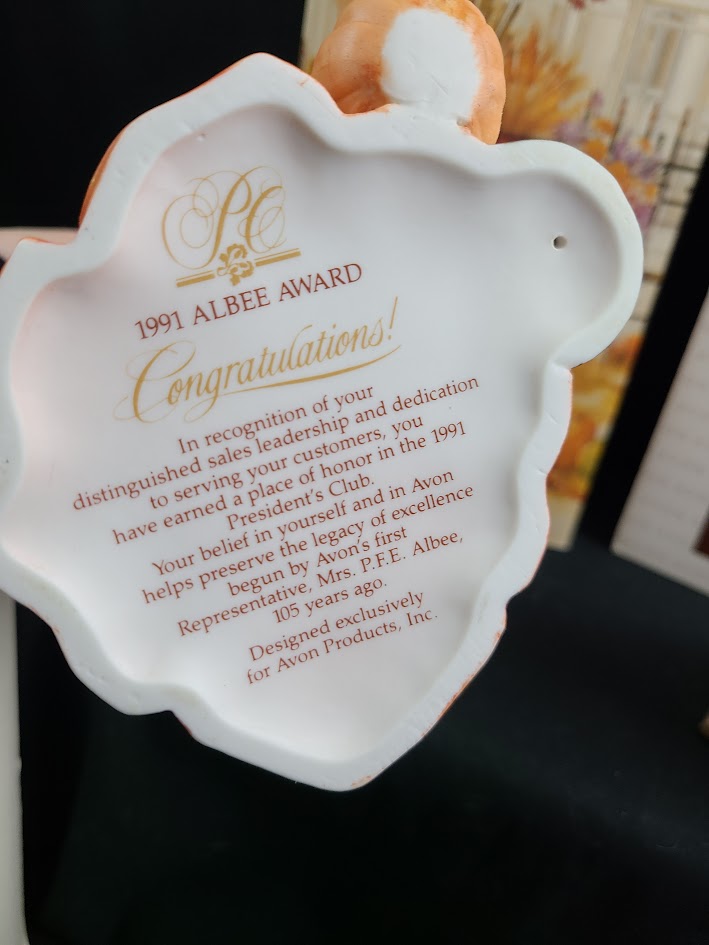 PC
1991 ALBEE AWARD
Congratulations!
In recognition of your
distinguished sales leadership and dedication
to serving your customers, you
have earned a place of honor in the 1991
President's Club.
Your belief in yourself and in Avon
helps preserve the legacy of excellence
begun by Avon's first
Representative, Mrs. P.F.E. Albee,
105 years ago.
Designed exclusively
for Avon Products, Inc.